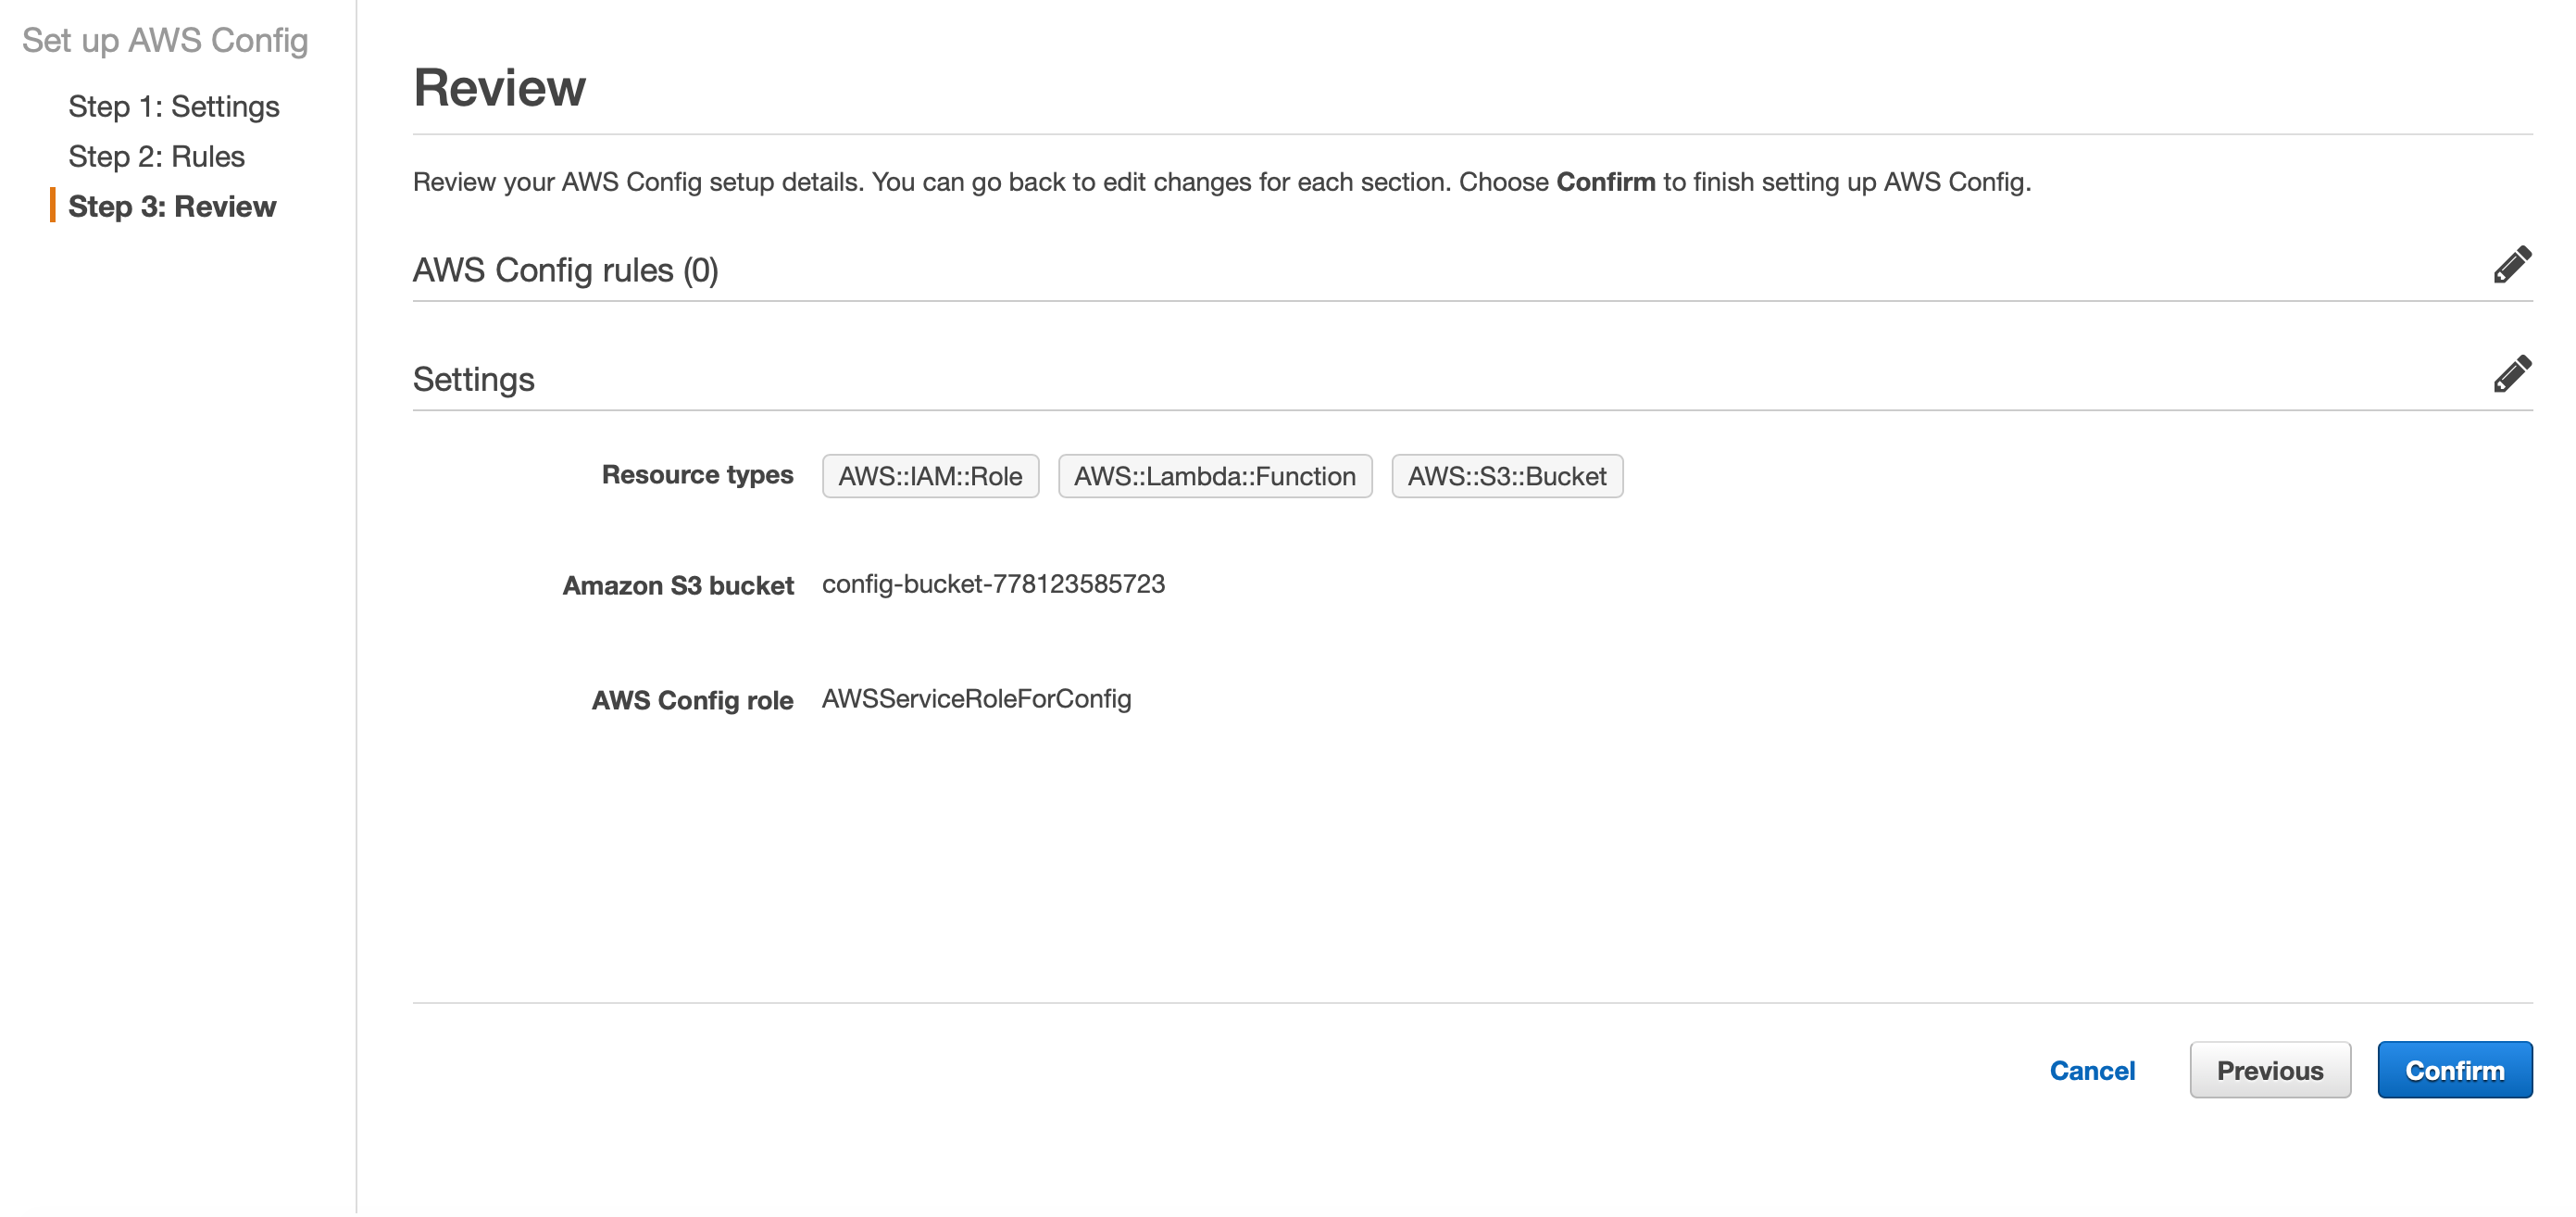 Set up AWS Config
Step 1: Settings
Step 2: Rules
Step 3: Review
Review
Review your AWS Config setup details. You can go back to edit changes for each section. Choose Confirm to finish setting up AWS Config.
AWS Config rules (0)
Settings
Resource types AWS::IAM::Role AWS::Lambda::Function AWS::S3::Bucket
Amazon S3 bucket config-bucket-778123585723
AWS Config role AWSServiceRoleForConfig
Cancel Previous Confirm